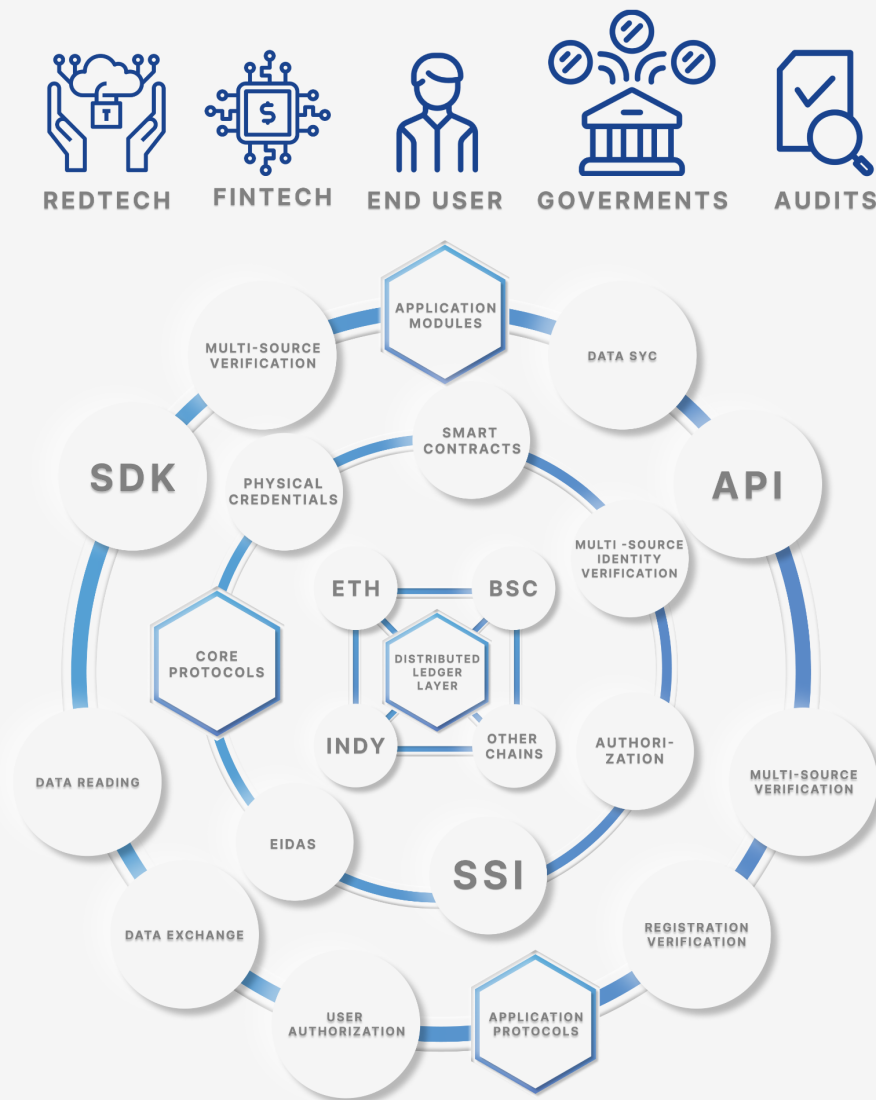 REDTECH
FINTECH
END USER
GOVERMENTS
AUDITS
APPLICATION
MODULES
MULTI-SOURCE
VERIFICATION
DATA SYC
SDK
API
SMART
CONTRACTS
PHYSICAL
CREDENTIALS
MULTI -SOURCE
IDENTITY
VERIFICATION
ETH
BSC
CORE
PROTOCOLS
DISTRIBUTED
LEDGER
LAYER
INDY
OTHER
CHAINS
AUTHORI-
ZATION
DATA READING
MULTI-SOURCE
VERIFICATION
EIDAS
SSI
DATA EXCHANGE
REGISTRATION
VERIFICATION
USER
AUTHORIZATION
APPLICATION
PROTOCOLS